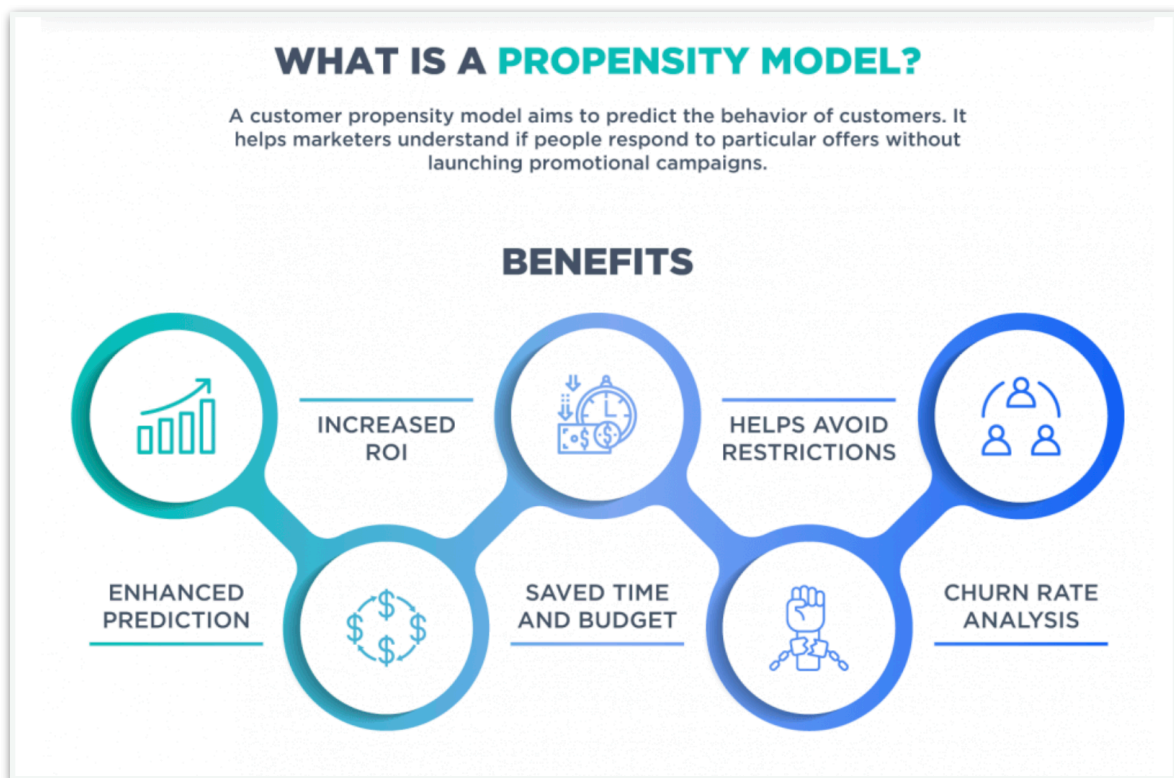 WHAT IS A PROPENSITY MODEL?
A customer propensity model aims to predict the behavior of customers. It
helps marketers understand if people respond to particular offers without
launching promotional campaigns.
BENEFITS
ENHANCED
PREDICTION
INCREASED
ROI
SAVED TIME
AND BUDGET
HELPS AVOID
RESTRICTIONS
CHURN RATE
ANALYSIS